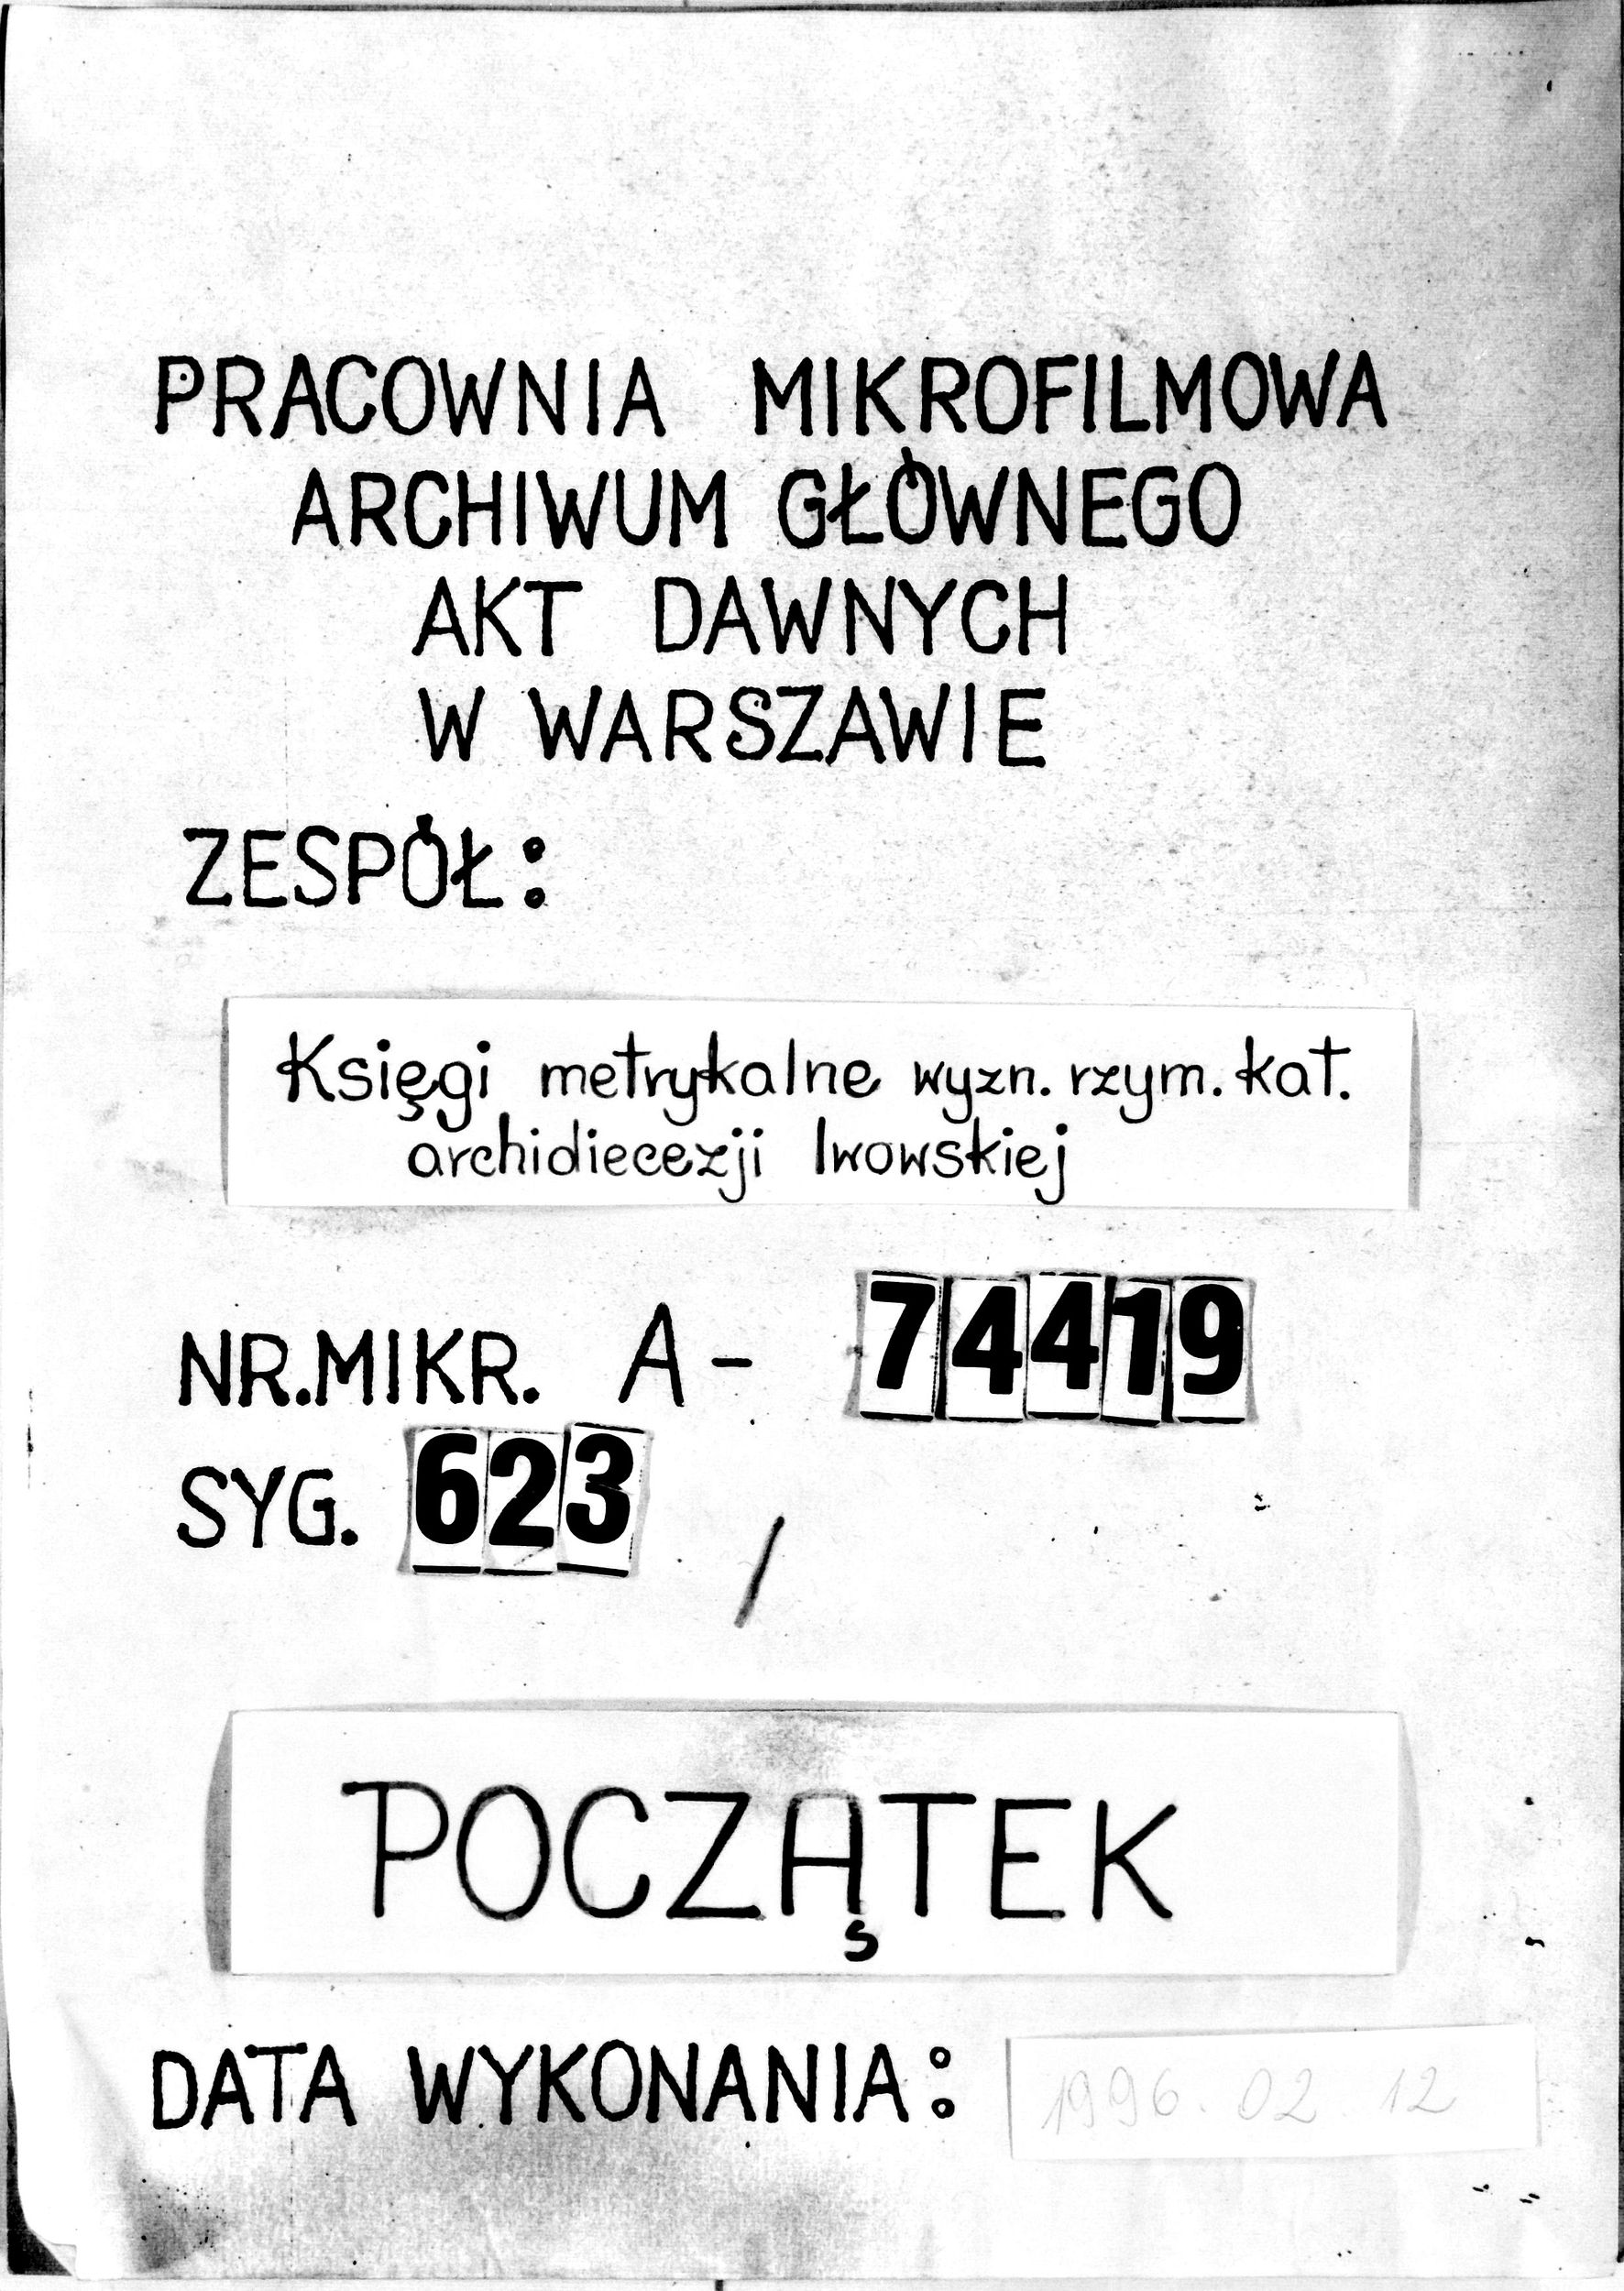 PRACOWNIA MIKROFILMOWA
ARCHIWUM GŁÓWNEGO
AKT DAWNYCH
W WARSZAWIE
ZESPÓŁ:
Księgi metrykalne wyzn. rzym. kat.
archidiecezji lwowskiej
NR. MIKR. A - 74419
SYG. 623 /
POCZĄTEK
DATA WYKONANIA: 1996. 02 12